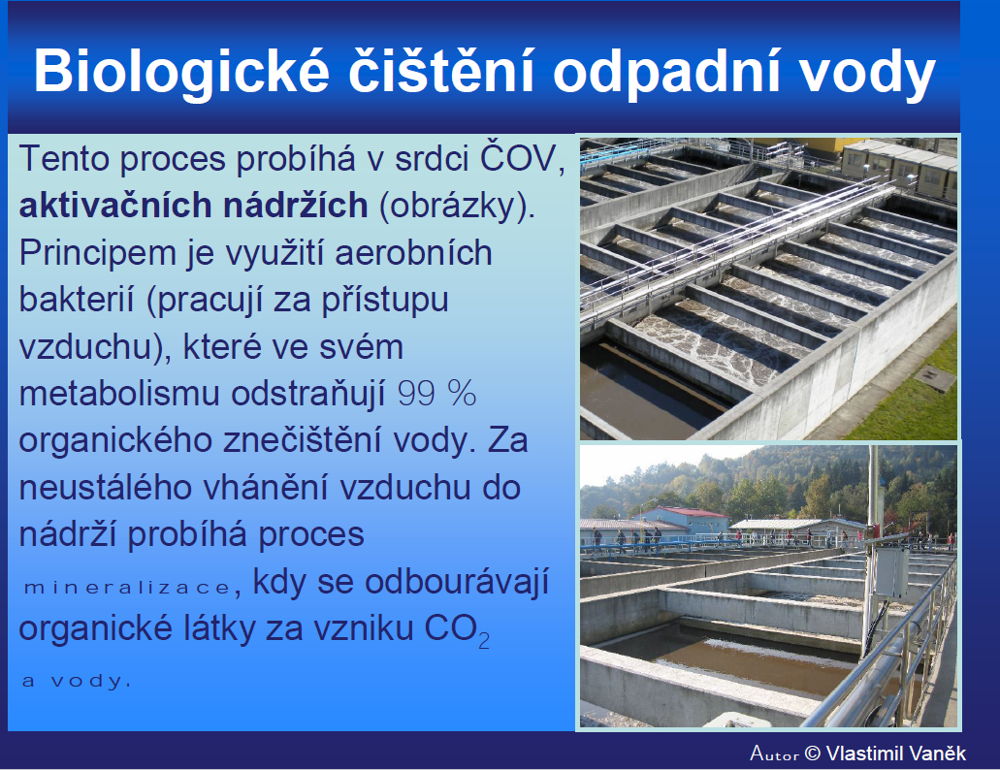 Biologické čištění odpadní vody
Tento proces probíhá v srdci ČOV,
aktivačních nádržích (obrázky).
Principem je využití aerobních
bakterií (pracují za přístupu
vzduchu), které ve svém
metabolismu odstraňují 99 %
organického znečištění vody. Za
neustálého vhánění vzduchu do
nádrží probíhá proces
mineralizace, kdy se odbourávají
organické látky za vzniku CO₂
a vody.
Autor © Vlastimil Vaněk